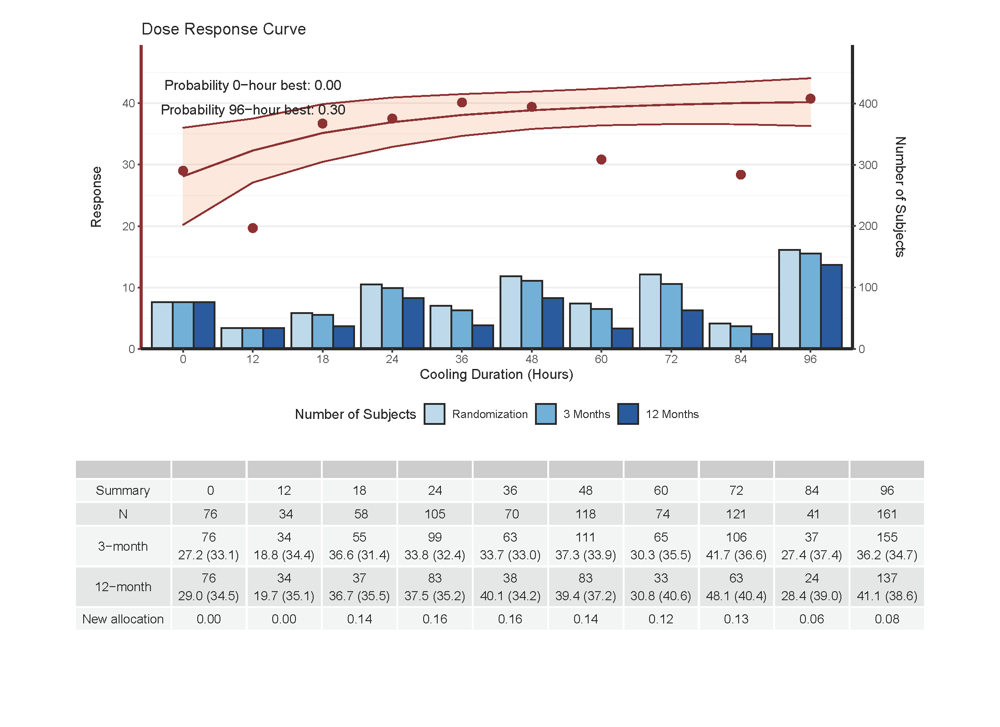 Dose Response Curve
Probability 0−hour best: 0.00
Probability 96−hour best: 0.30
Response
40
30
20
10
0
Number of Subjects
400
300
200
100
0
0 12 18 24 36 48 60 72 84 96
Cooling Duration (Hours)
Number of Subjects Randomization 3 Months 12 Months
Summary 0 12 18 24 36 48 60 72 84 96
N 76 34 58 105 70 118 74 121 41 161
3−month 76 34 55 99 63 111 65 106 37 155
27.2 (33.1) 18.8 (34.4) 36.6 (31.4) 33.8 (32.4) 33.7 (33.0) 37.3 (33.9) 30.3 (35.5) 41.7 (36.6) 27.4 (37.4) 36.2 (34.7)
12−month 76 34 37 83 38 83 33 63 24 137
29.0 (34.5) 19.7 (35.1) 36.7 (35.5) 37.5 (35.2) 40.1 (34.2) 39.4 (37.2) 30.8 (40.6) 48.1 (40.4) 28.4 (39.0) 41.1 (38.6)
New allocation 0.00 0.00 0.14 0.16 0.16 0.14 0.12 0.13 0.06 0.08